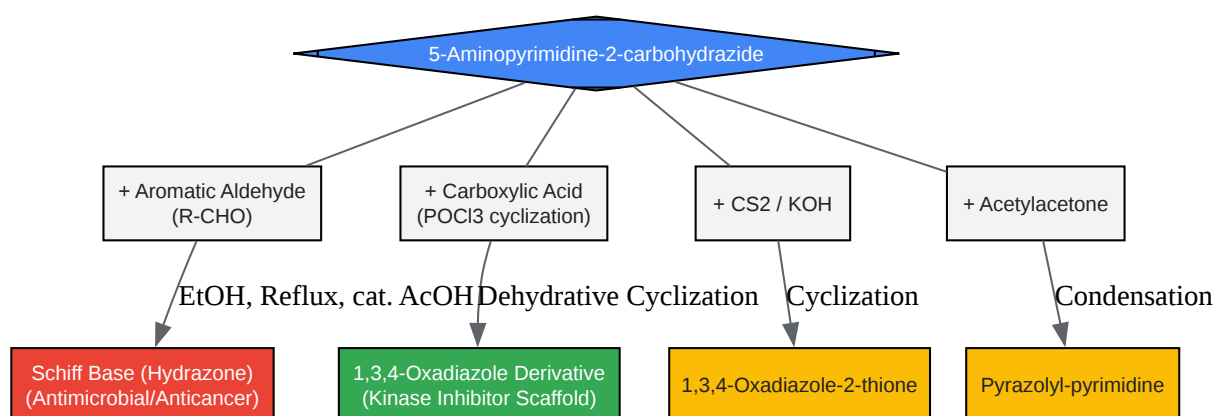 5-Aminopyrimidine-2-carbohydrazide
+ Aromatic Aldehyde
(R-CHO)
+ Carboxylic Acid
(POCl3 cyclization)
+ CS2 / KOH
+ Acetylacetone
EtOH, Reflux, cat. AcOH
Dehydrative Cyclization
Cyclization
Condensation
Schiff Base (Hydrazone)
(Antimicrobial/Anticancer)
1,3,4-Oxadiazole Derivative
(Kinase Inhibitor Scaffold)
1,3,4-Oxadiazole-2-thione
Pyrazolyl-pyrimidine